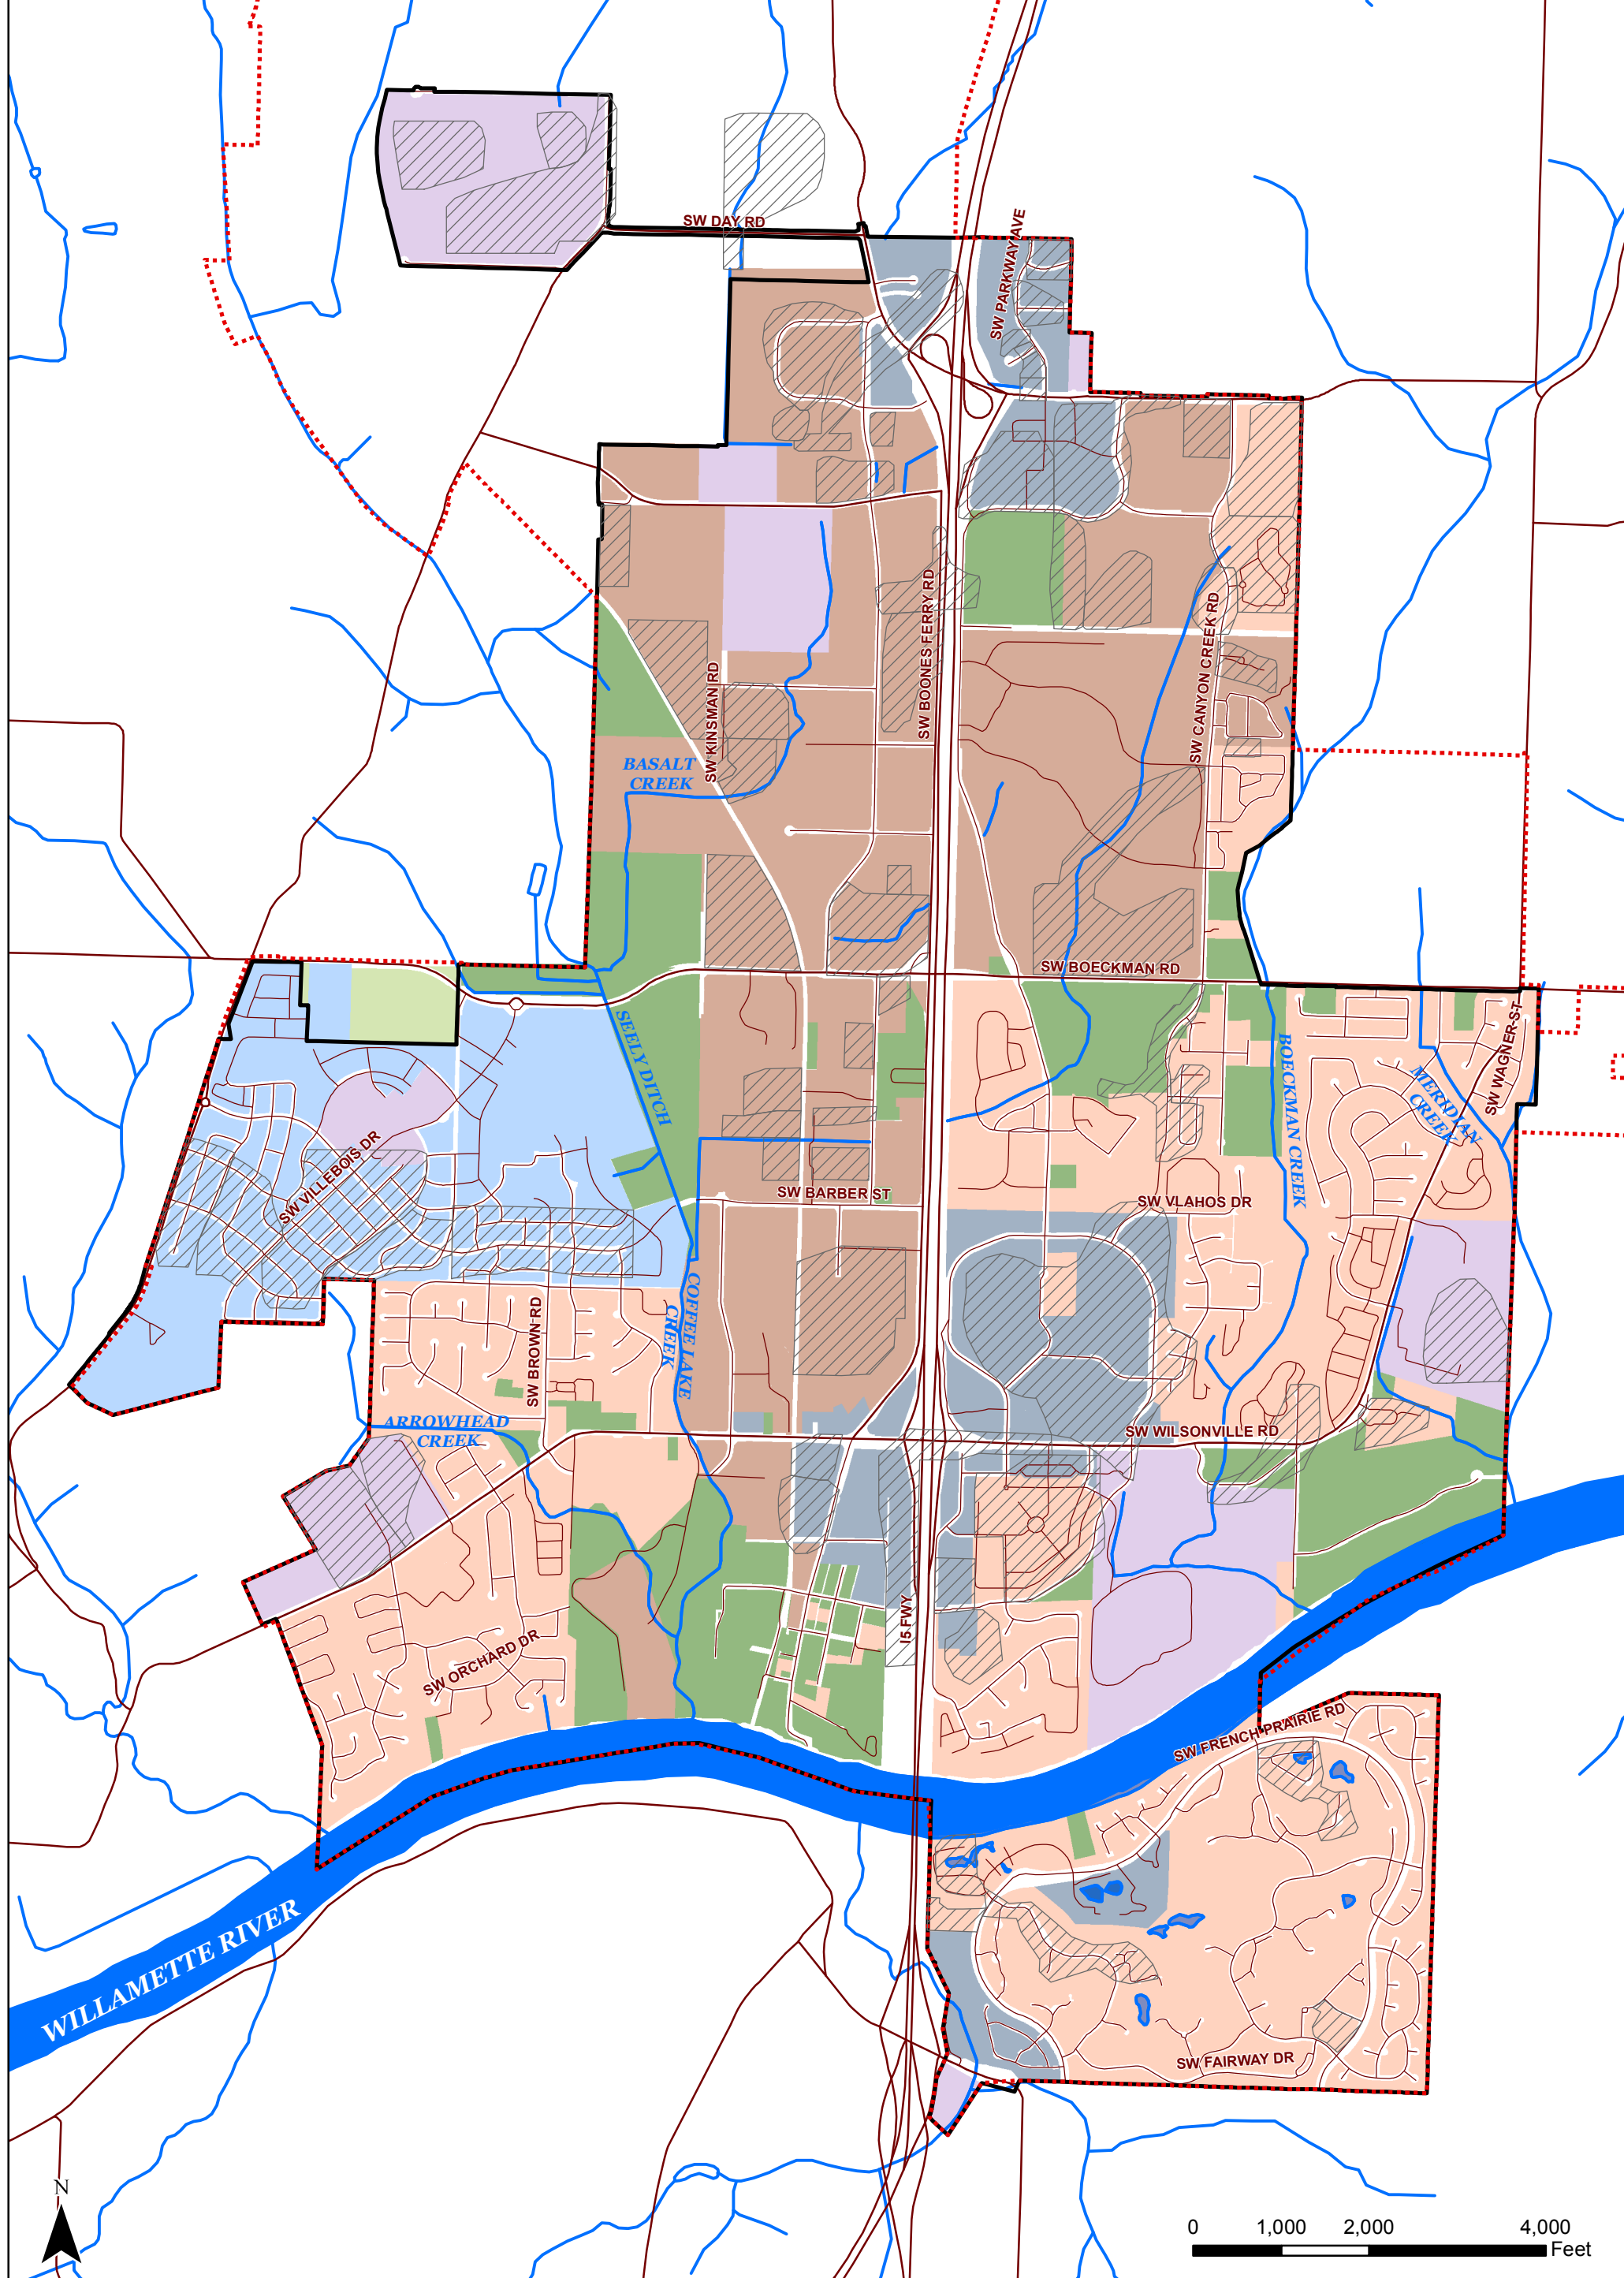 SW DAY RD
SW PARKWAY AVE
SW BOONES FERRY RD
SW CANYON CREEK RD
SW KINSMAN RD
BASALT
CREEK
SW BOECKMAN RD
SEELY DITCH
BOECKMAN CREEK
MERIDIAN
CREEK
SW WAGNER ST
SW VILLEBOIS DR
SW BARBER ST
SW VLAHOS DR
SW BROWN RD
COFFEE LAKE
CREEK
ARROWHEAD
CREEK
SW WILSONVILLE RD
I5 FWY
SW ORCHARD DR
SW FRENCH PRAIRIE RD
WILLAMETTE RIVER
SW FAIRWAY DR
N
0 1,000 2,000 4,000
Feet